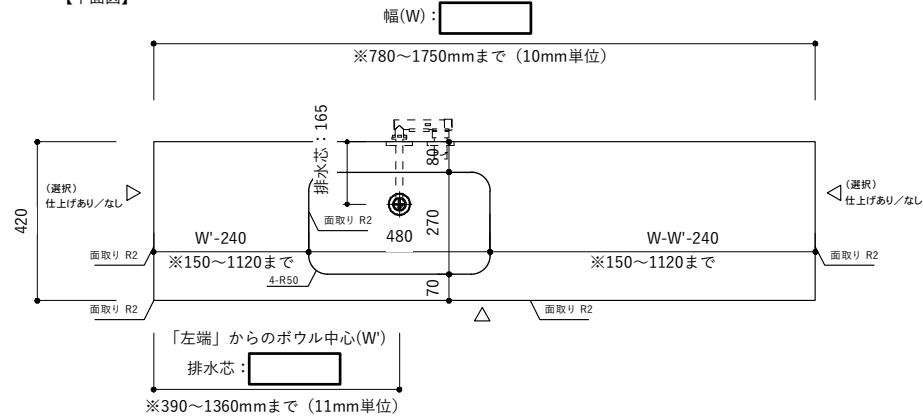 【平面図】
幅(W)：
※780～1750mmまで（10mm単位）
排水芯：165
80
(選択)
仕上げあり／なし
(選択)
仕上げあり／なし
420
面取り R2
480
270
W'-240
W-W'-240
面取り R2
※150～1120まで
※150～1120まで
面取り R2
4-R50
70
面取り R2
面取り R2
「左端」からのボウル中心(W')
排水芯：
※390～1360mmまで（11mm単位）